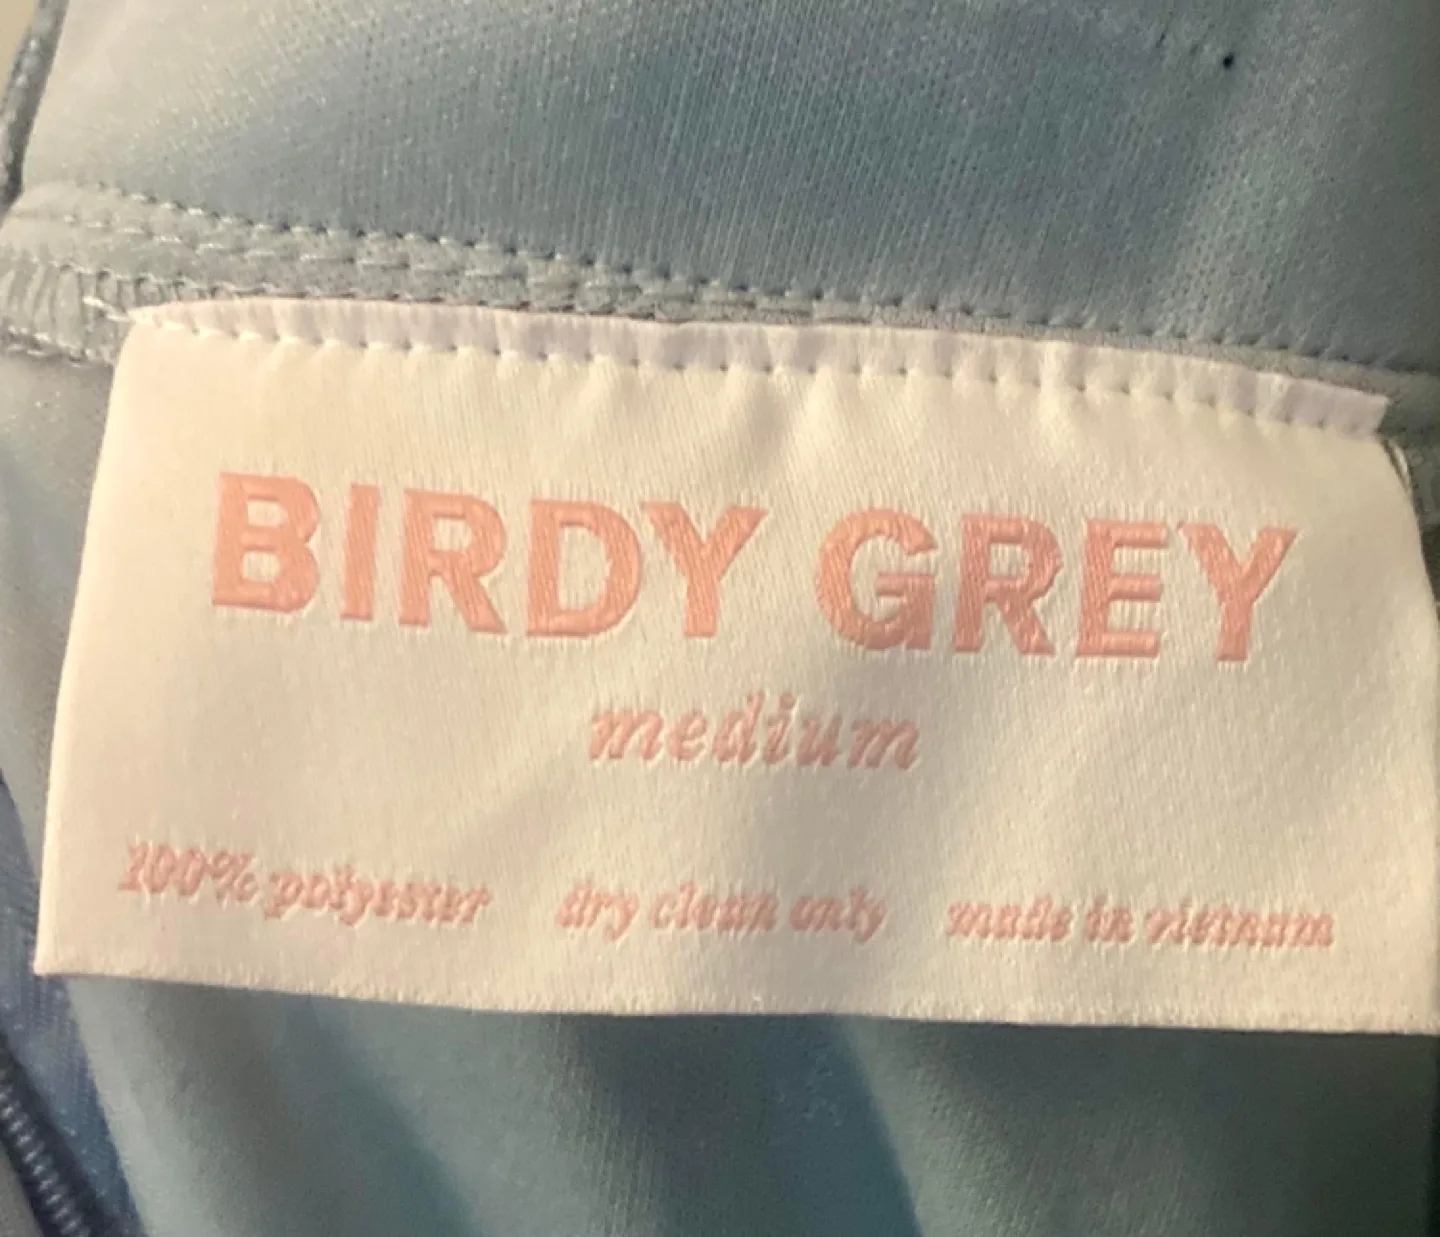 BIRDY GREY
medium
100% polyester dry clean only made in vietnam